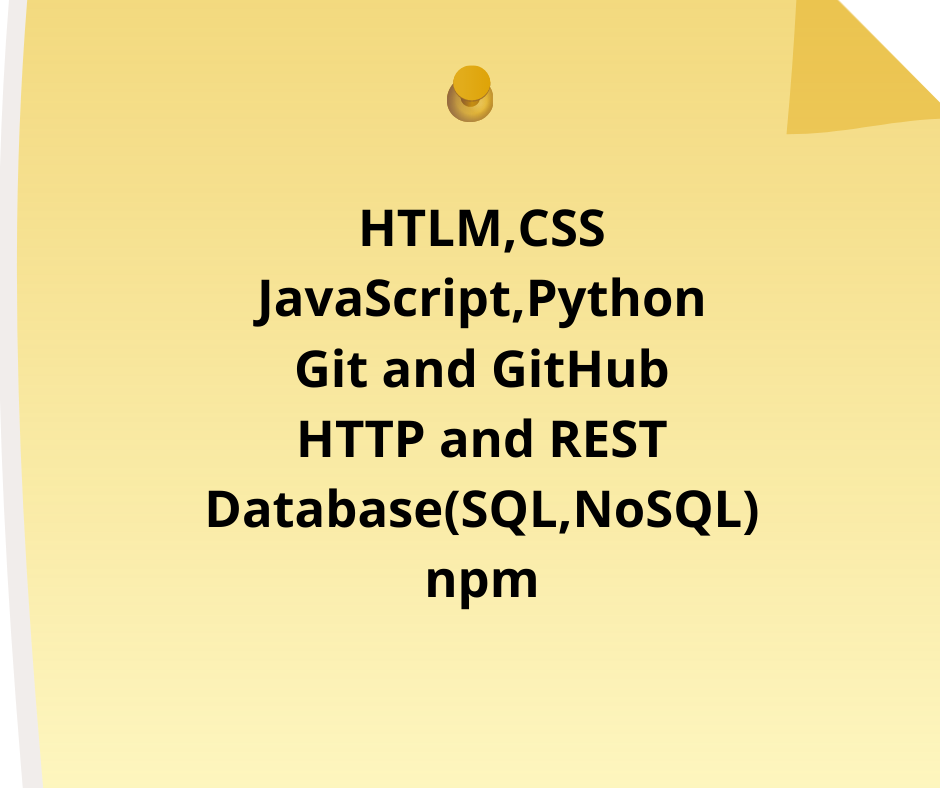 HTLM,CSS
JavaScript,Python
Git and GitHub
HTTP and REST
Database(SQL,NoSQL)
npm